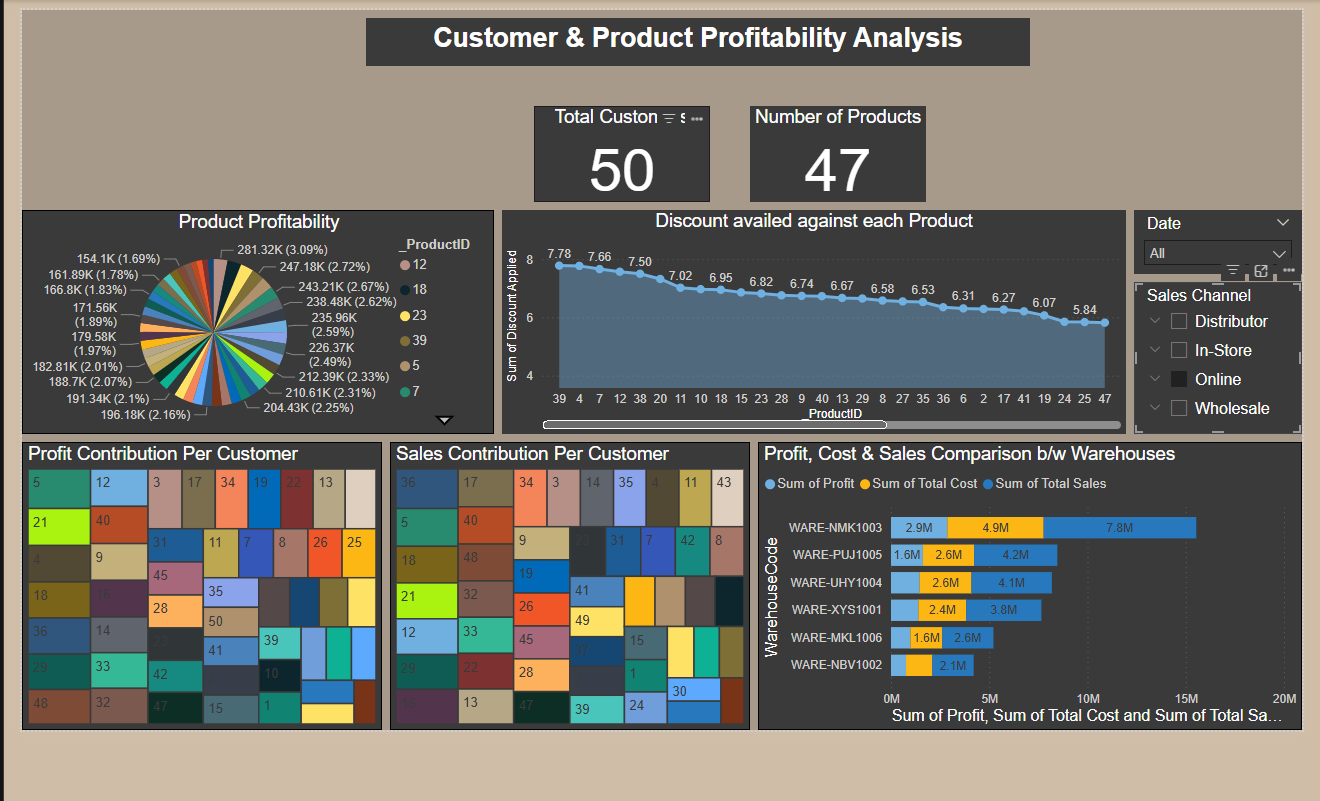 Customer & Product Profitability Analysis
Total Custon
50
Number of Products
47
Product Profitability
281.32K (3.09%)
247.18K (2.72%)
243.21K (2.67%)
238.48K (2.62%)
235.96K
(2.59%)
226.37K
(2.49%)
212.39K (2.33%)
210.61K (2.31%)
204.43K (2.25%)
196.18K (2.16%)
191.34K (2.1%)
188.7K (2.07%)
182.81K (2.01%)
179.58K
(1.97%)
171.56K
(1.89%)
166.8K (1.83%)
161.89K (1.78%)
154.1K (1.69%)
_ProductID
12
18
23
39
5
7
Discount availed against each Product
Sum of Discount Applied
8
6
4
7.78 7.66 7.50 7.02 6.95 6.82 6.74 6.67 6.58 6.53 6.31 6.27 6.07 5.84
39 4 7 12 38 20 11 10 18 15 23 28 9 40 14 13 29 8 27 35 36 6 2 17 41 19 24 25 47
_ProductID
Date
All
Sales Channel
Distributor
In-Store
Online
Wholesale
Profit Contribution Per Customer
5 12 3 17 34 19 22 13
21 40
31 11 7 8 26 25
4 9
45
18 35
28
36 14 50
39
41
29 33 42 10
48 32 47 15 1
Sales Contribution Per Customer
36 17 34 3 14 35 4 11 43
5 40 9 31 7 42 8
18 48 19
41
21 32 26
49
12 33 45 15
29 22 28 1
30
13 47 39 24
Profit, Cost & Sales Comparison b/w Warehouses
Sum of Profit Sum of Total Cost Sum of Total Sales
WarehouseCode
WARE-NMK1003 2.9M 4.9M 7.8M
WARE-PUJ1005 1.6M 2.6M 4.2M
WARE-UHY1004 2.6M 4.1M
WARE-XYS1001 2.4M 3.8M
WARE-MKL1006 1.6M 2.6M
WARE-NBV1002 2.1M
0M 5M 10M 15M 20M
Sum of Profit, Sum of Total Cost and Sum of Total Sa...